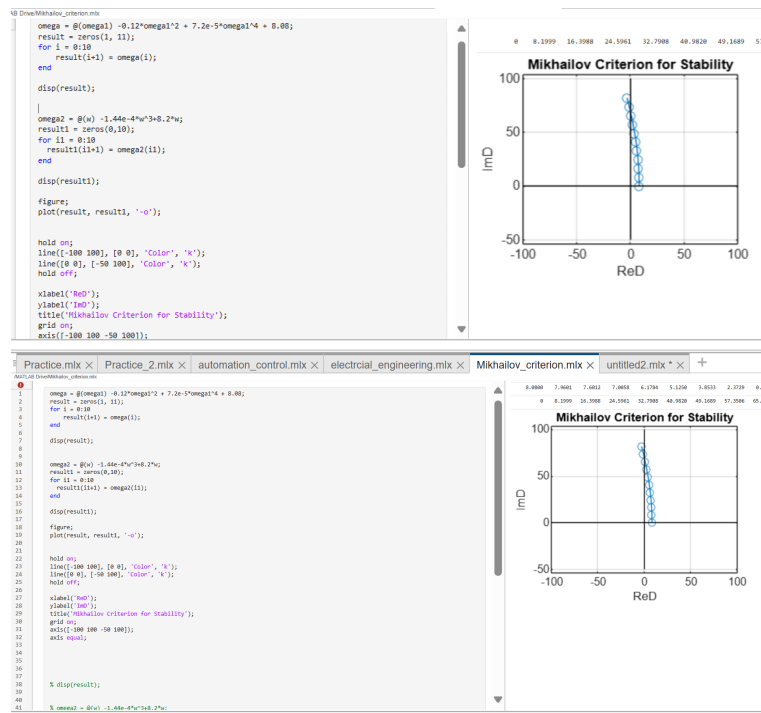 AB Drive/Mikhailov_criterion.mlx
omega = @(omega1) -0.12*omega1^2 + 7.2e-5*omega1^4 + 8.08;
result = zeros(1, 11);
for i = 0:10
result(i+1) = omega(i);
end
disp(result);
omega2 = @(w) -1.44e-4*w^3+8.2*w;
result1 = zeros(0,10);
for i1 = 0:10
result1(i1+1) = omega2(i1);
end
disp(result1);
figure;
plot(result, result1, '-o');
hold on;
line([-100 100], [0 0], 'Color', 'k');
line([0 0], [-50 100], 'Color', 'k');
hold off;
xlabel('ReD');
ylabel('ImD');
title('Mikhailov Criterion for Stability');
grid on;
axis([-100 100 -50 100]);
0 8.1999 16.3988 24.5961 32.7908 40.9820 49.1689 57
Mikhailov Criterion for Stability
100
50
0
-50
ImD
-100 -50 0 50 100
ReD
Practice.mlx × Practice_2.mlx × automation_control.mlx × electrcial_engineering.mlx × Mikhailov_criterion.mlx × untitled2.mlx * × +
/MATLAB Drive/Mikhailov_criterion.mlx
1 omega = @(omega1) -0.12*omega1^2 + 7.2e-5*omega1^4 + 8.08;
2 result = zeros(1, 11);
3 for i = 0:10
4 result(i+1) = omega(i);
5 end
6
7 disp(result);
8
9
10 omega2 = @(w) -1.44e-4*w^3+8.2*w;
11 result1 = zeros(0,10);
12 for i1 = 0:10
13 result1(i1+1) = omega2(i1);
14 end
15
16 disp(result1);
17
18 figure;
19 plot(result, result1, '-o');
20
21
22 hold on;
23 line([-100 100], [0 0], 'Color', 'k');
24 line([0 0], [-50 100], 'Color', 'k');
25 hold off;
26
27 xlabel('ReD');
28 ylabel('ImD');
29 title('Mikhailov Criterion for Stability');
30 grid on;
31 axis([-100 100 -50 100]);
32 axis equal;
33
34
35
36
37
38 % disp(result);
39
40
41 % omega2 = @(w) -1.44e-4*w^3+8.2*w;
8.0800 7.9601 7.6012 7.0058 6.1784 5.1250 3.8533 2.3729 0.
0 8.1999 16.3988 24.5961 32.7908 40.9820 49.1689 57.3506 65.
Mikhailov Criterion for Stability
100
50
0
-50
ImD
-100 -50 0 50 100
ReD